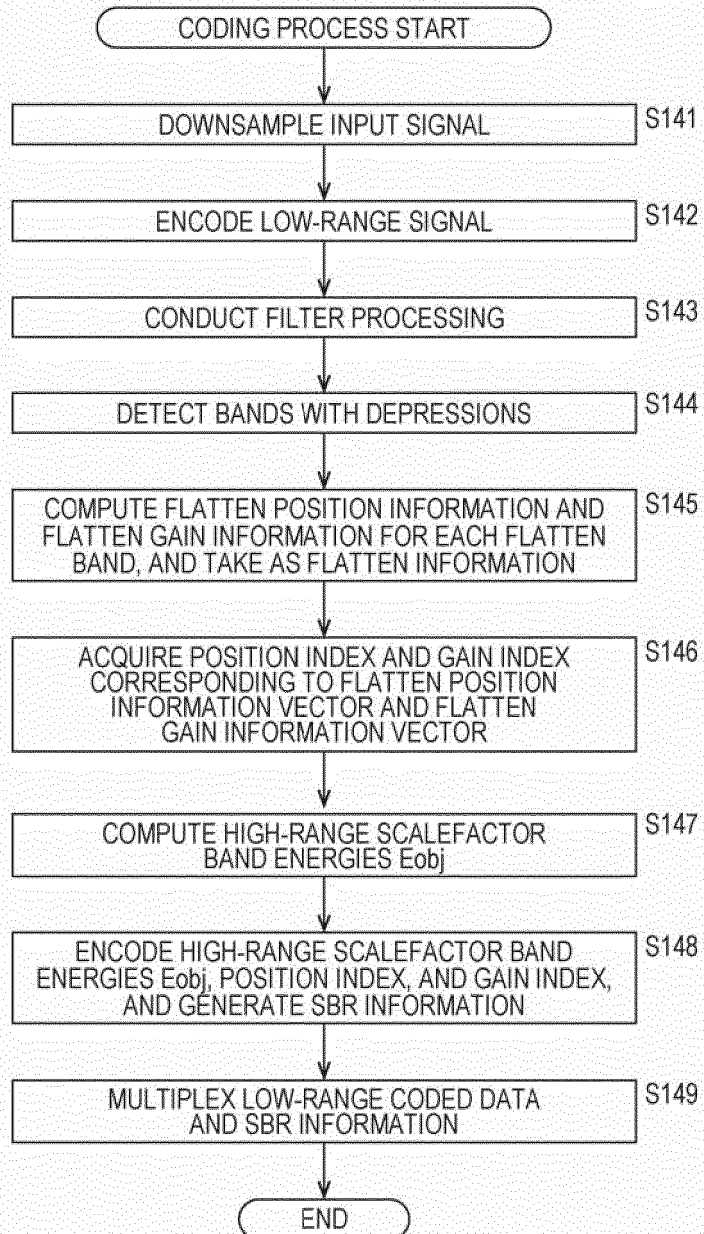 CODING PROCESS START
DOWNSAMPLE INPUT SIGNAL
S141
ENCODE LOW-RANGE SIGNAL
S142
CONDUCT FILTER PROCESSING
S143
DETECT BANDS WITH DEPRESSIONS
S144
COMPUTE FLATTEN POSITION INFORMATION AND
FLATTEN GAIN INFORMATION FOR EACH FLATTEN
BAND, AND TAKE AS FLATTEN INFORMATION
S145
ACQUIRE POSITION INDEX AND GAIN INDEX
CORRESPONDING TO FLATTEN POSITION
INFORMATION VECTOR AND FLATTEN
GAIN INFORMATION VECTOR
S146
COMPUTE HIGH-RANGE SCALEFACTOR
BAND ENERGIES Eobj
S147
ENCODE HIGH-RANGE SCALEFACTOR BAND
ENERGIES Eobj, POSITION INDEX, AND GAIN INDEX,
AND GENERATE SBR INFORMATION
S148
MULTIPLEX LOW-RANGE CODED DATA
AND SBR INFORMATION
S149
END